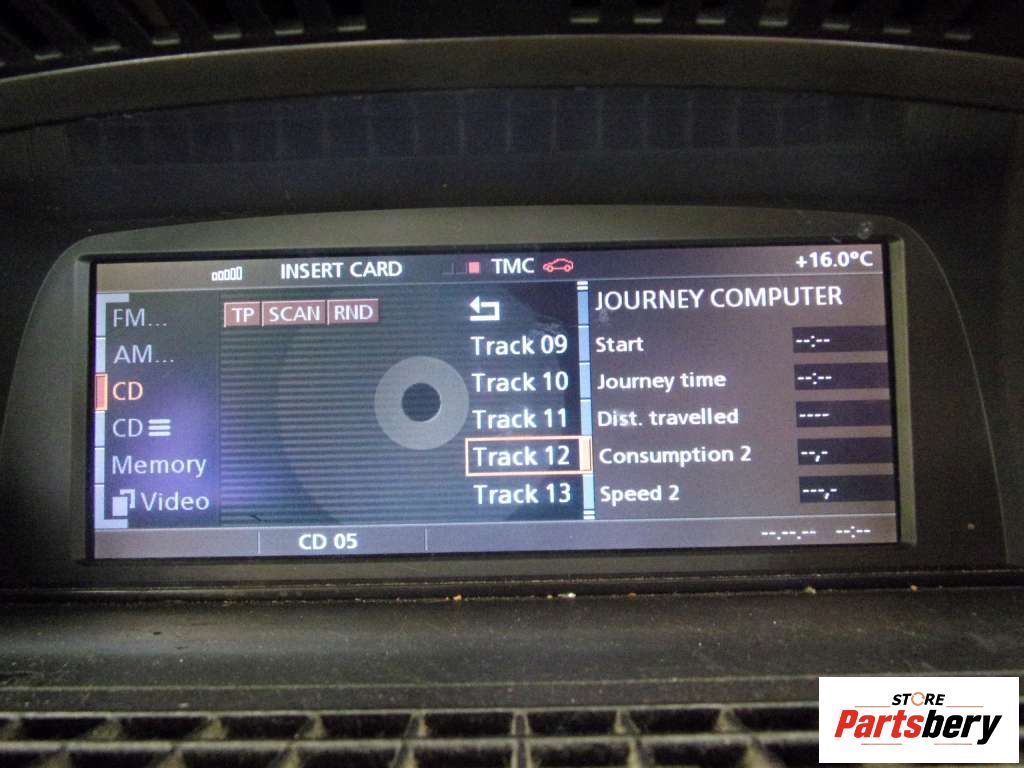 INSERT CARD TMC +16.0°C
FM...
AM...
CD
CD
Memory
Video
TP SCAN RND
Track 09
Track 10
Track 11
Track 12
Track 13
JOURNEY COMPUTER
Start --:--
Journey time --:--
Dist. travelled ----
Consumption 2 --,-
Speed 2 ---,-
CD 05 --.--.-- --:--
STORE
Partsbery